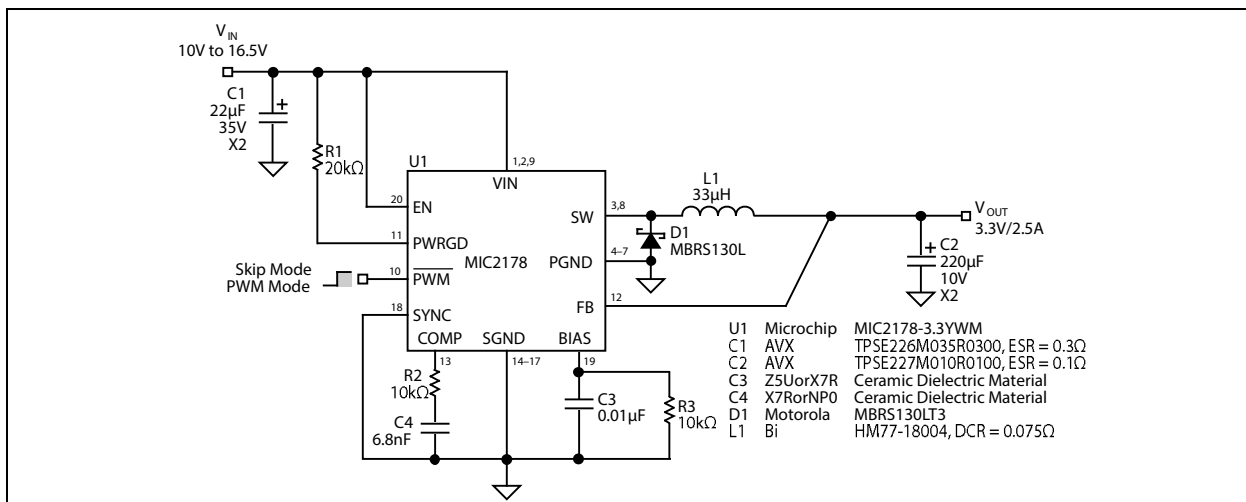 V IN
10V to 16.5V
C1
22µF
35V
X2
R1
20kΩ
U1
1,2,9
VIN
20
EN
11
PWRGD
MIC2178
Skip Mode
PWM Mode
10
PWM
18
SYNC
COMP
SGND
BIAS
13
14–17
19
SW
3,8
PGND
4–7
FB
12
L1
33µH
D1
MBRS130L
V OUT
3.3V/2.5A
C2
220µF
10V
X2
R2
10kΩ
C4
6.8nF
C3
0.01µF
R3
10kΩ
U1 Microchip MIC2178-3.3YWM
C1 AVX TPSE226M035R0300, ESR = 0.3Ω
C2 AVX TPSE227M010R0100, ESR = 0.1Ω
C3 Z5UorX7R Ceramic Dielectric Material
C4 X7RorNP0 Ceramic Dielectric Material
D1 Motorola MBRS130LT3
L1 Bi HM77-18004, DCR = 0.075Ω